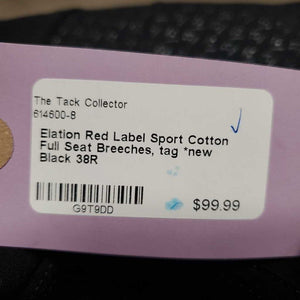 The Tack Collector
614600-8
Elation Red Label Sport Cotton
Full Seat Breeches, tag *new
Black 38R
G9T9DD
$99.99